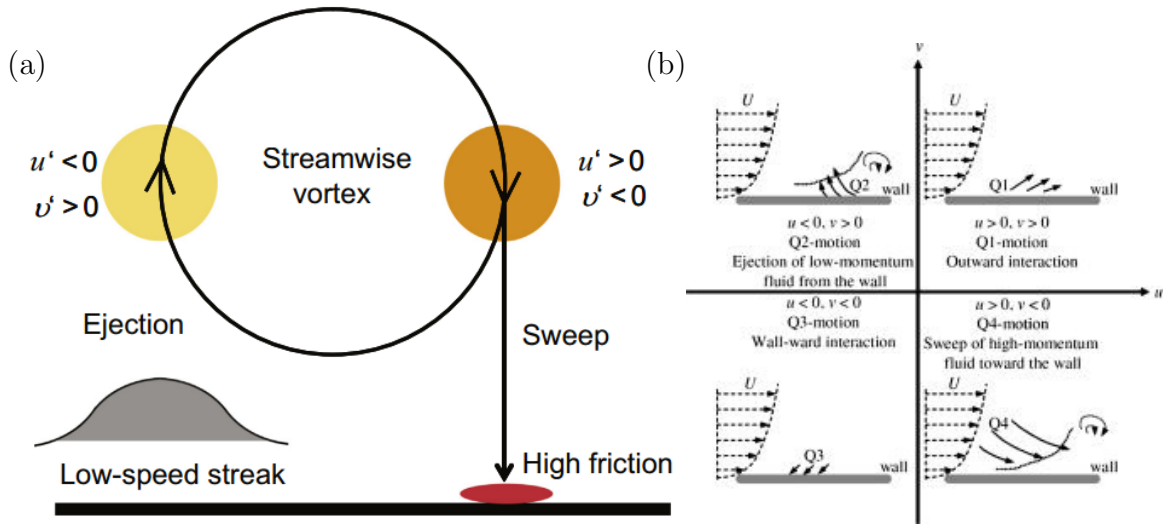 (a)
u‘ <0
υ‘ >0
Streamwise
vortex
u‘ >0
υ‘ <0
Ejection
Sweep
Low-speed streak
High friction
(b)
v
U
Q2
wall
u < 0, v > 0
Q2-motion
Ejection of low-momentum
fluid from the wall
U
Q1
wall
u > 0, v > 0
Q1-motion
Outward interaction
u
u < 0, v < 0
Q3-motion
Wall-ward interaction
U
Q3
wall
u > 0, v < 0
Q4-motion
Sweep of high-momentum
fluid toward the wall
U
Q4
wall